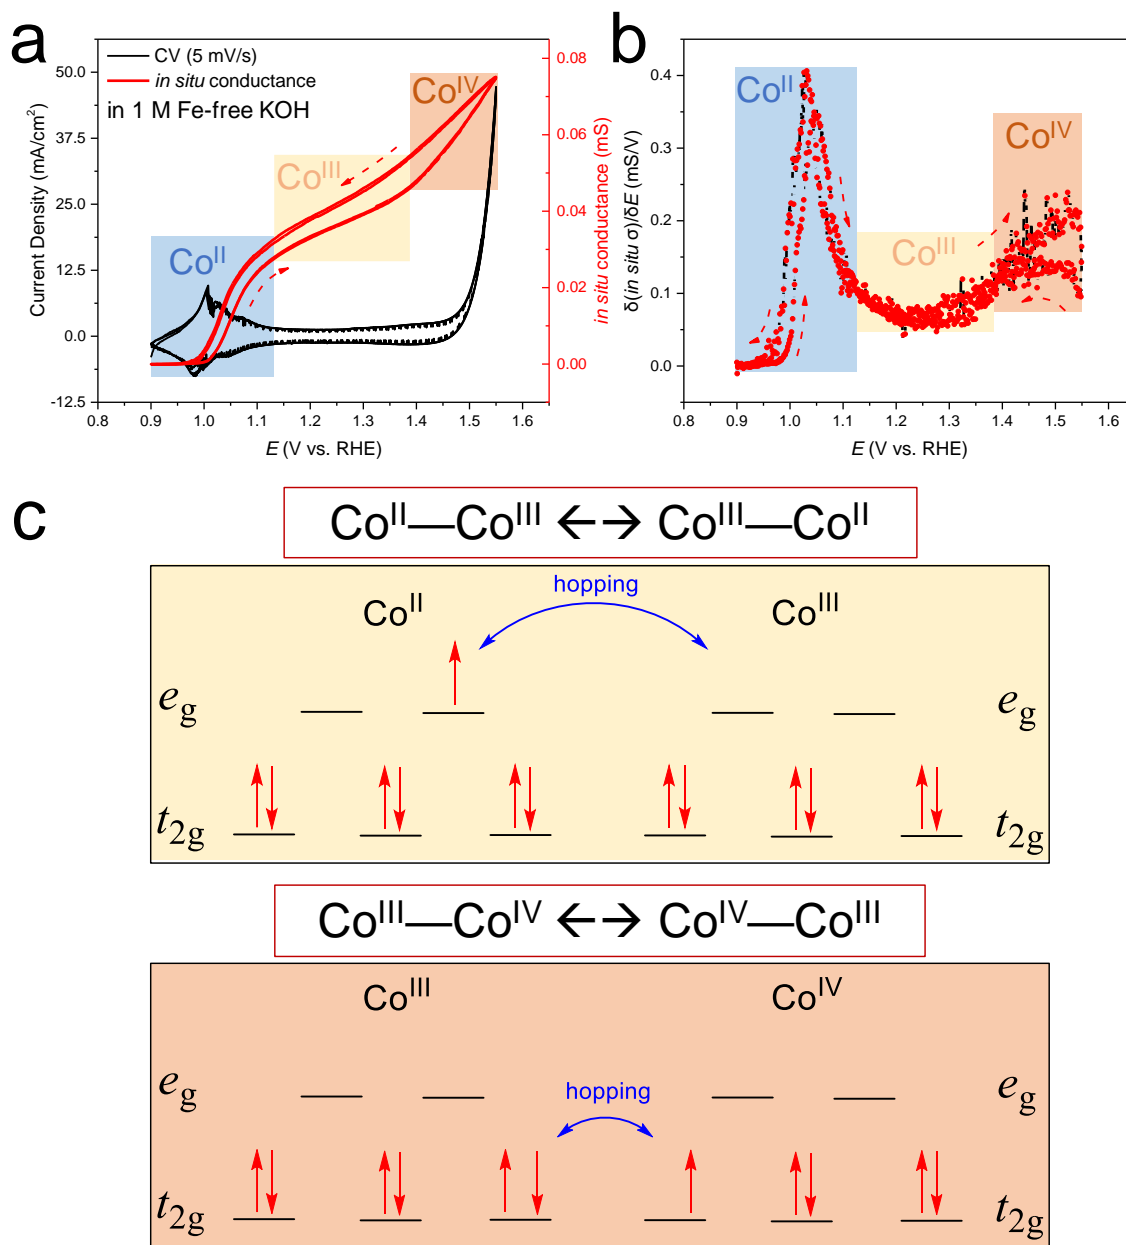 a
CV (5 mV/s)
in situ conductance
in 1 M Fe-free KOH
Co^II
Co^III
Co^IV
50.0
37.5
25.0
12.5
0.0
-12.5
Current Density (mA/cm²)
0.08
0.06
0.04
0.02
0.00
in situ conductance (mS)
0.8 0.9 1.0 1.1 1.2 1.3 1.4 1.5 1.6
E (V vs. RHE)
b
Co^II
Co^III
Co^IV
0.4
0.3
0.2
0.1
0.0
δ(in situ σ)/δE (mS/V)
0.8 0.9 1.0 1.1 1.2 1.3 1.4 1.5 1.6
E (V vs. RHE)
c
Co^II—Co^III ←→ Co^III—Co^II
hopping
Co^II Co^III
e_g e_g
t_2g t_2g
Co^III—Co^IV ←→ Co^IV—Co^III
Co^III Co^IV
hopping
e_g e_g
t_2g t_2g